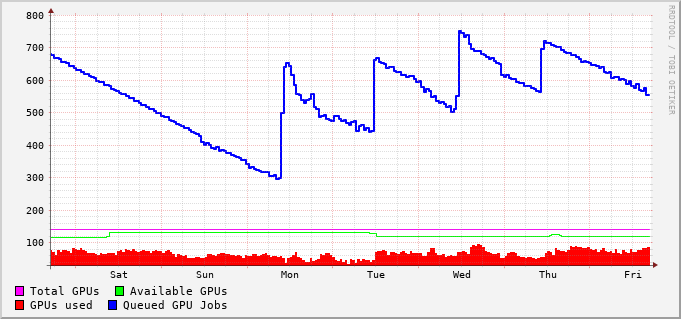 800
700
600
500
400
300
200
100
Sat Sun Mon Tue Wed Thu Fri
Total GPUs Available GPUs
GPUs used Queued GPU Jobs
RRDTOOL / TOBI OETIKER